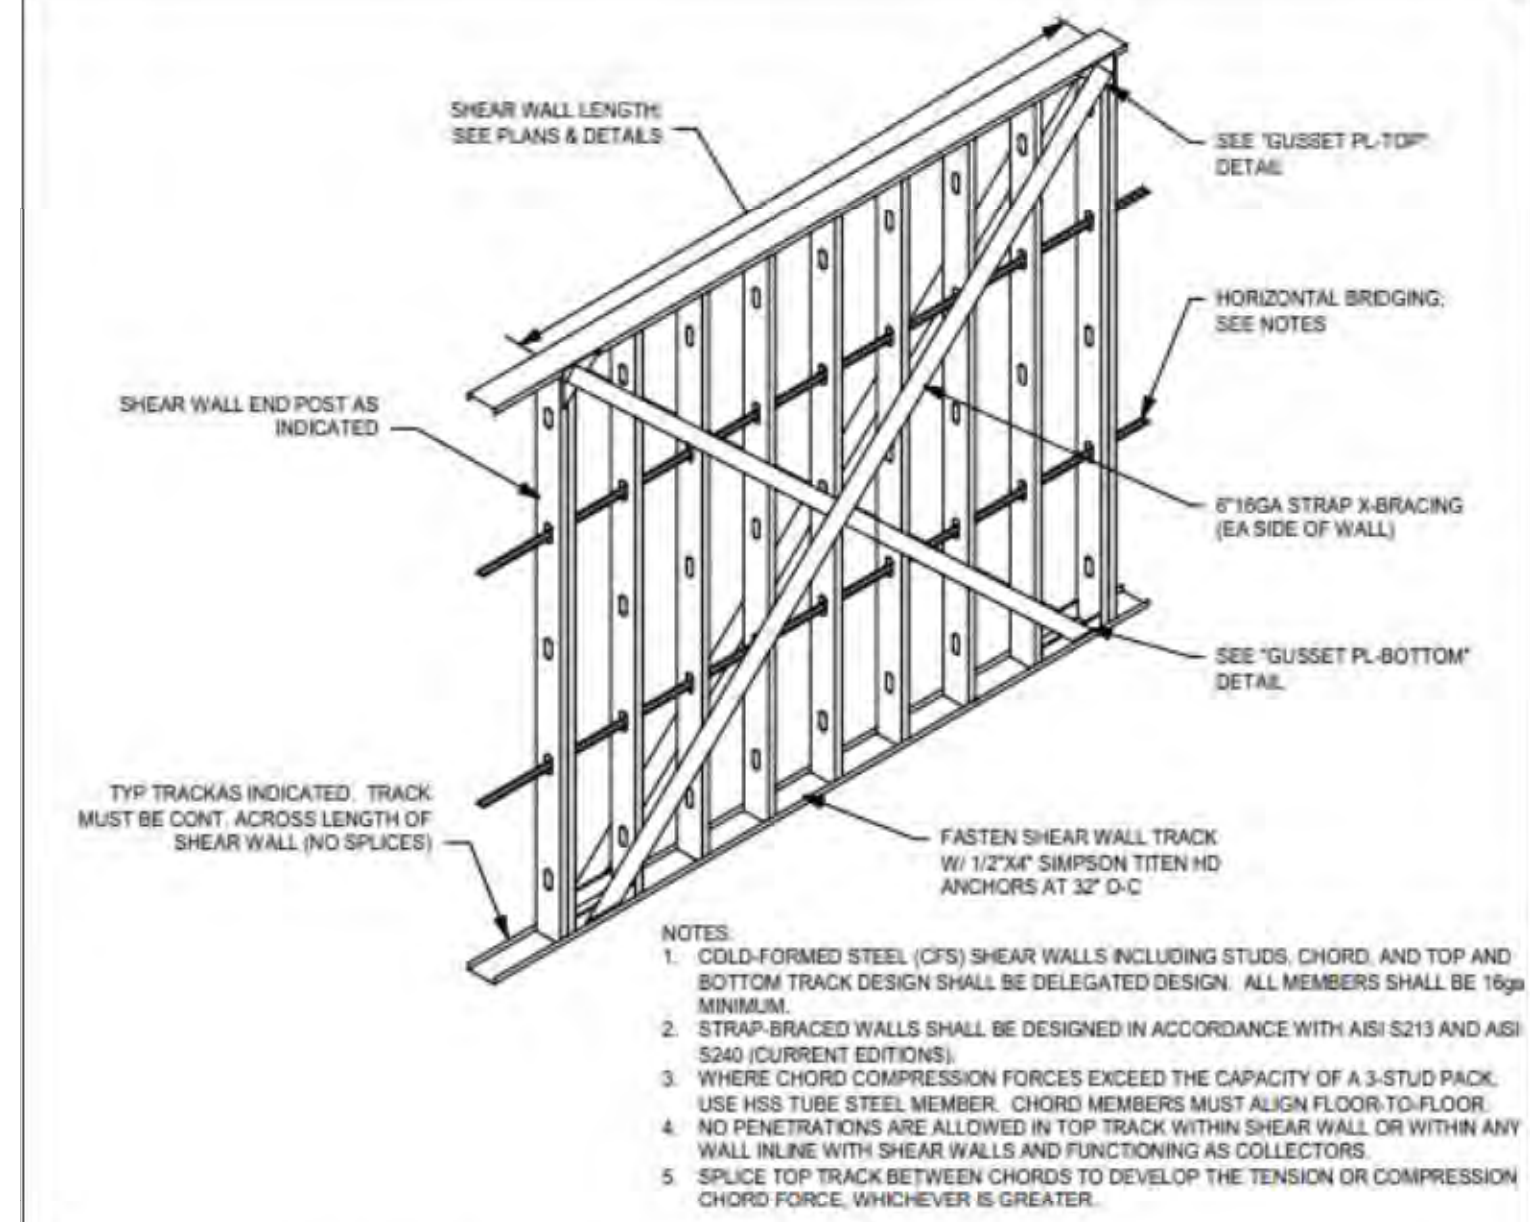 SHEAR WALL LENGTH;
SEE PLANS & DETAILS
SEE "GUSSET PL-TOP"
DETAIL
HORIZONTAL BRIDGING;
SEE NOTES
SHEAR WALL END POST AS
INDICATED
6"16GA STRAP X-BRACING
(EA SIDE OF WALL)
SEE "GUSSET PL-BOTTOM"
DETAIL
TYP TRACKAS INDICATED. TRACK
MUST BE CONT. ACROSS LENGTH OF
SHEAR WALL (NO SPLICES)
FASTEN SHEAR WALL TRACK
W/ 1/2"X4" SIMPSON TITEN HD
ANCHORS AT 32" O-C
NOTES:
1. COLD-FORMED STEEL (CFS) SHEAR WALLS INCLUDING STUDS, CHORD, AND TOP AND
BOTTOM TRACK DESIGN SHALL BE DELEGATED DESIGN. ALL MEMBERS SHALL BE 16ga
MINIMUM.
2. STRAP-BRACED WALLS SHALL BE DESIGNED IN ACCORDANCE WITH AISI S213 AND AISI
S240 (CURRENT EDITIONS).
3. WHERE CHORD COMPRESSION FORCES EXCEED THE CAPACITY OF A 3-STUD PACK,
USE HSS TUBE STEEL MEMBER. CHORD MEMBERS MUST ALIGN FLOOR-TO-FLOOR.
4. NO PENETRATIONS ARE ALLOWED IN TOP TRACK WITHIN SHEAR WALL OR WITHIN ANY
WALL INLINE WITH SHEAR WALLS AND FUNCTIONING AS COLLECTORS.
5. SPLICE TOP TRACK BETWEEN CHORDS TO DEVELOP THE TENSION OR COMPRESSION
CHORD FORCE, WHICHEVER IS GREATER.